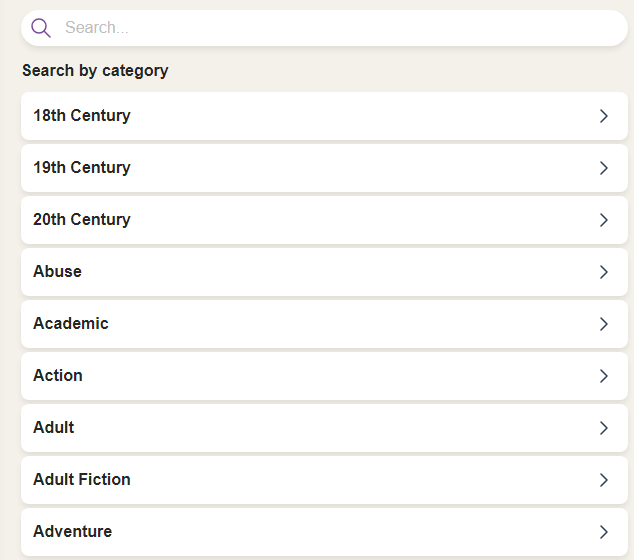 Search...
Search by category
18th Century
19th Century
20th Century
Abuse
Academic
Action
Adult
Adult Fiction
Adventure